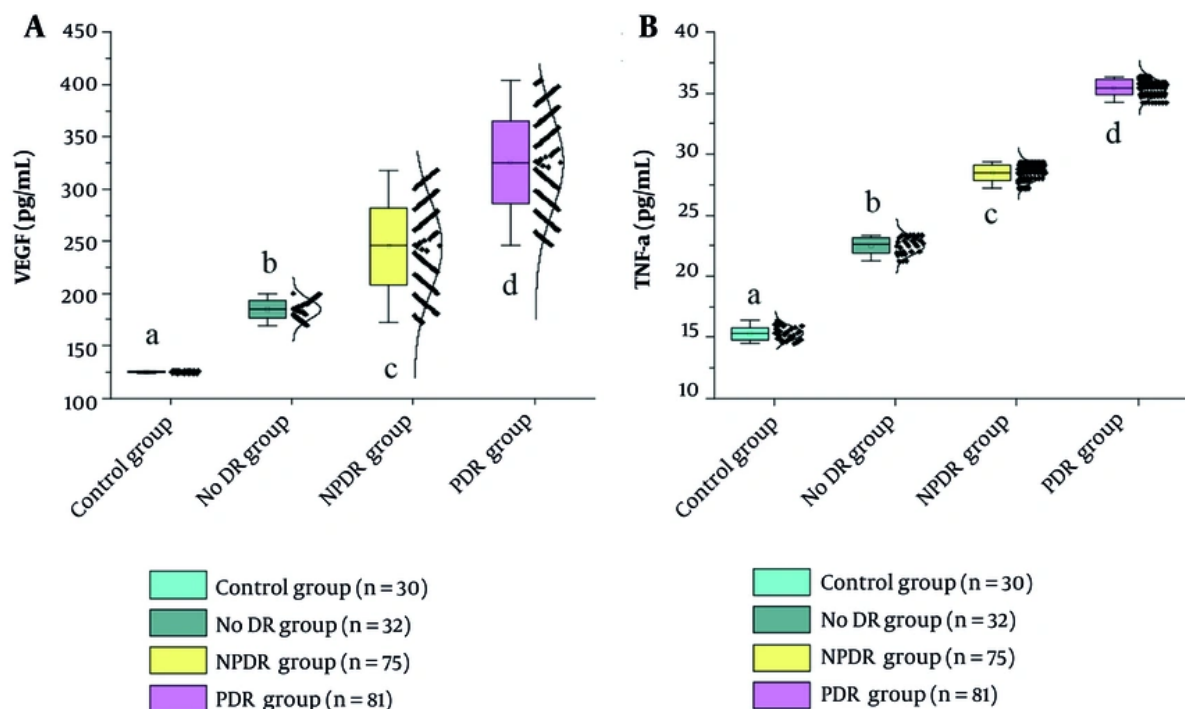 A
VEGF (pg/mL)
450
400
350
300
250
200
150
100
a
b
c
d
Control group
No DR group
NPDR group
PDR group
Control group (n = 30)
No DR group (n = 32)
NPDR group (n = 75)
PDR group (n = 81)
B
TNF-a (pg/mL)
40
35
30
25
20
15
10
a
b
c
d
Control group
No DR group
NPDR group
PDR group
Control group (n = 30)
No DR group (n = 32)
NPDR group (n = 75)
PDR group (n = 81)